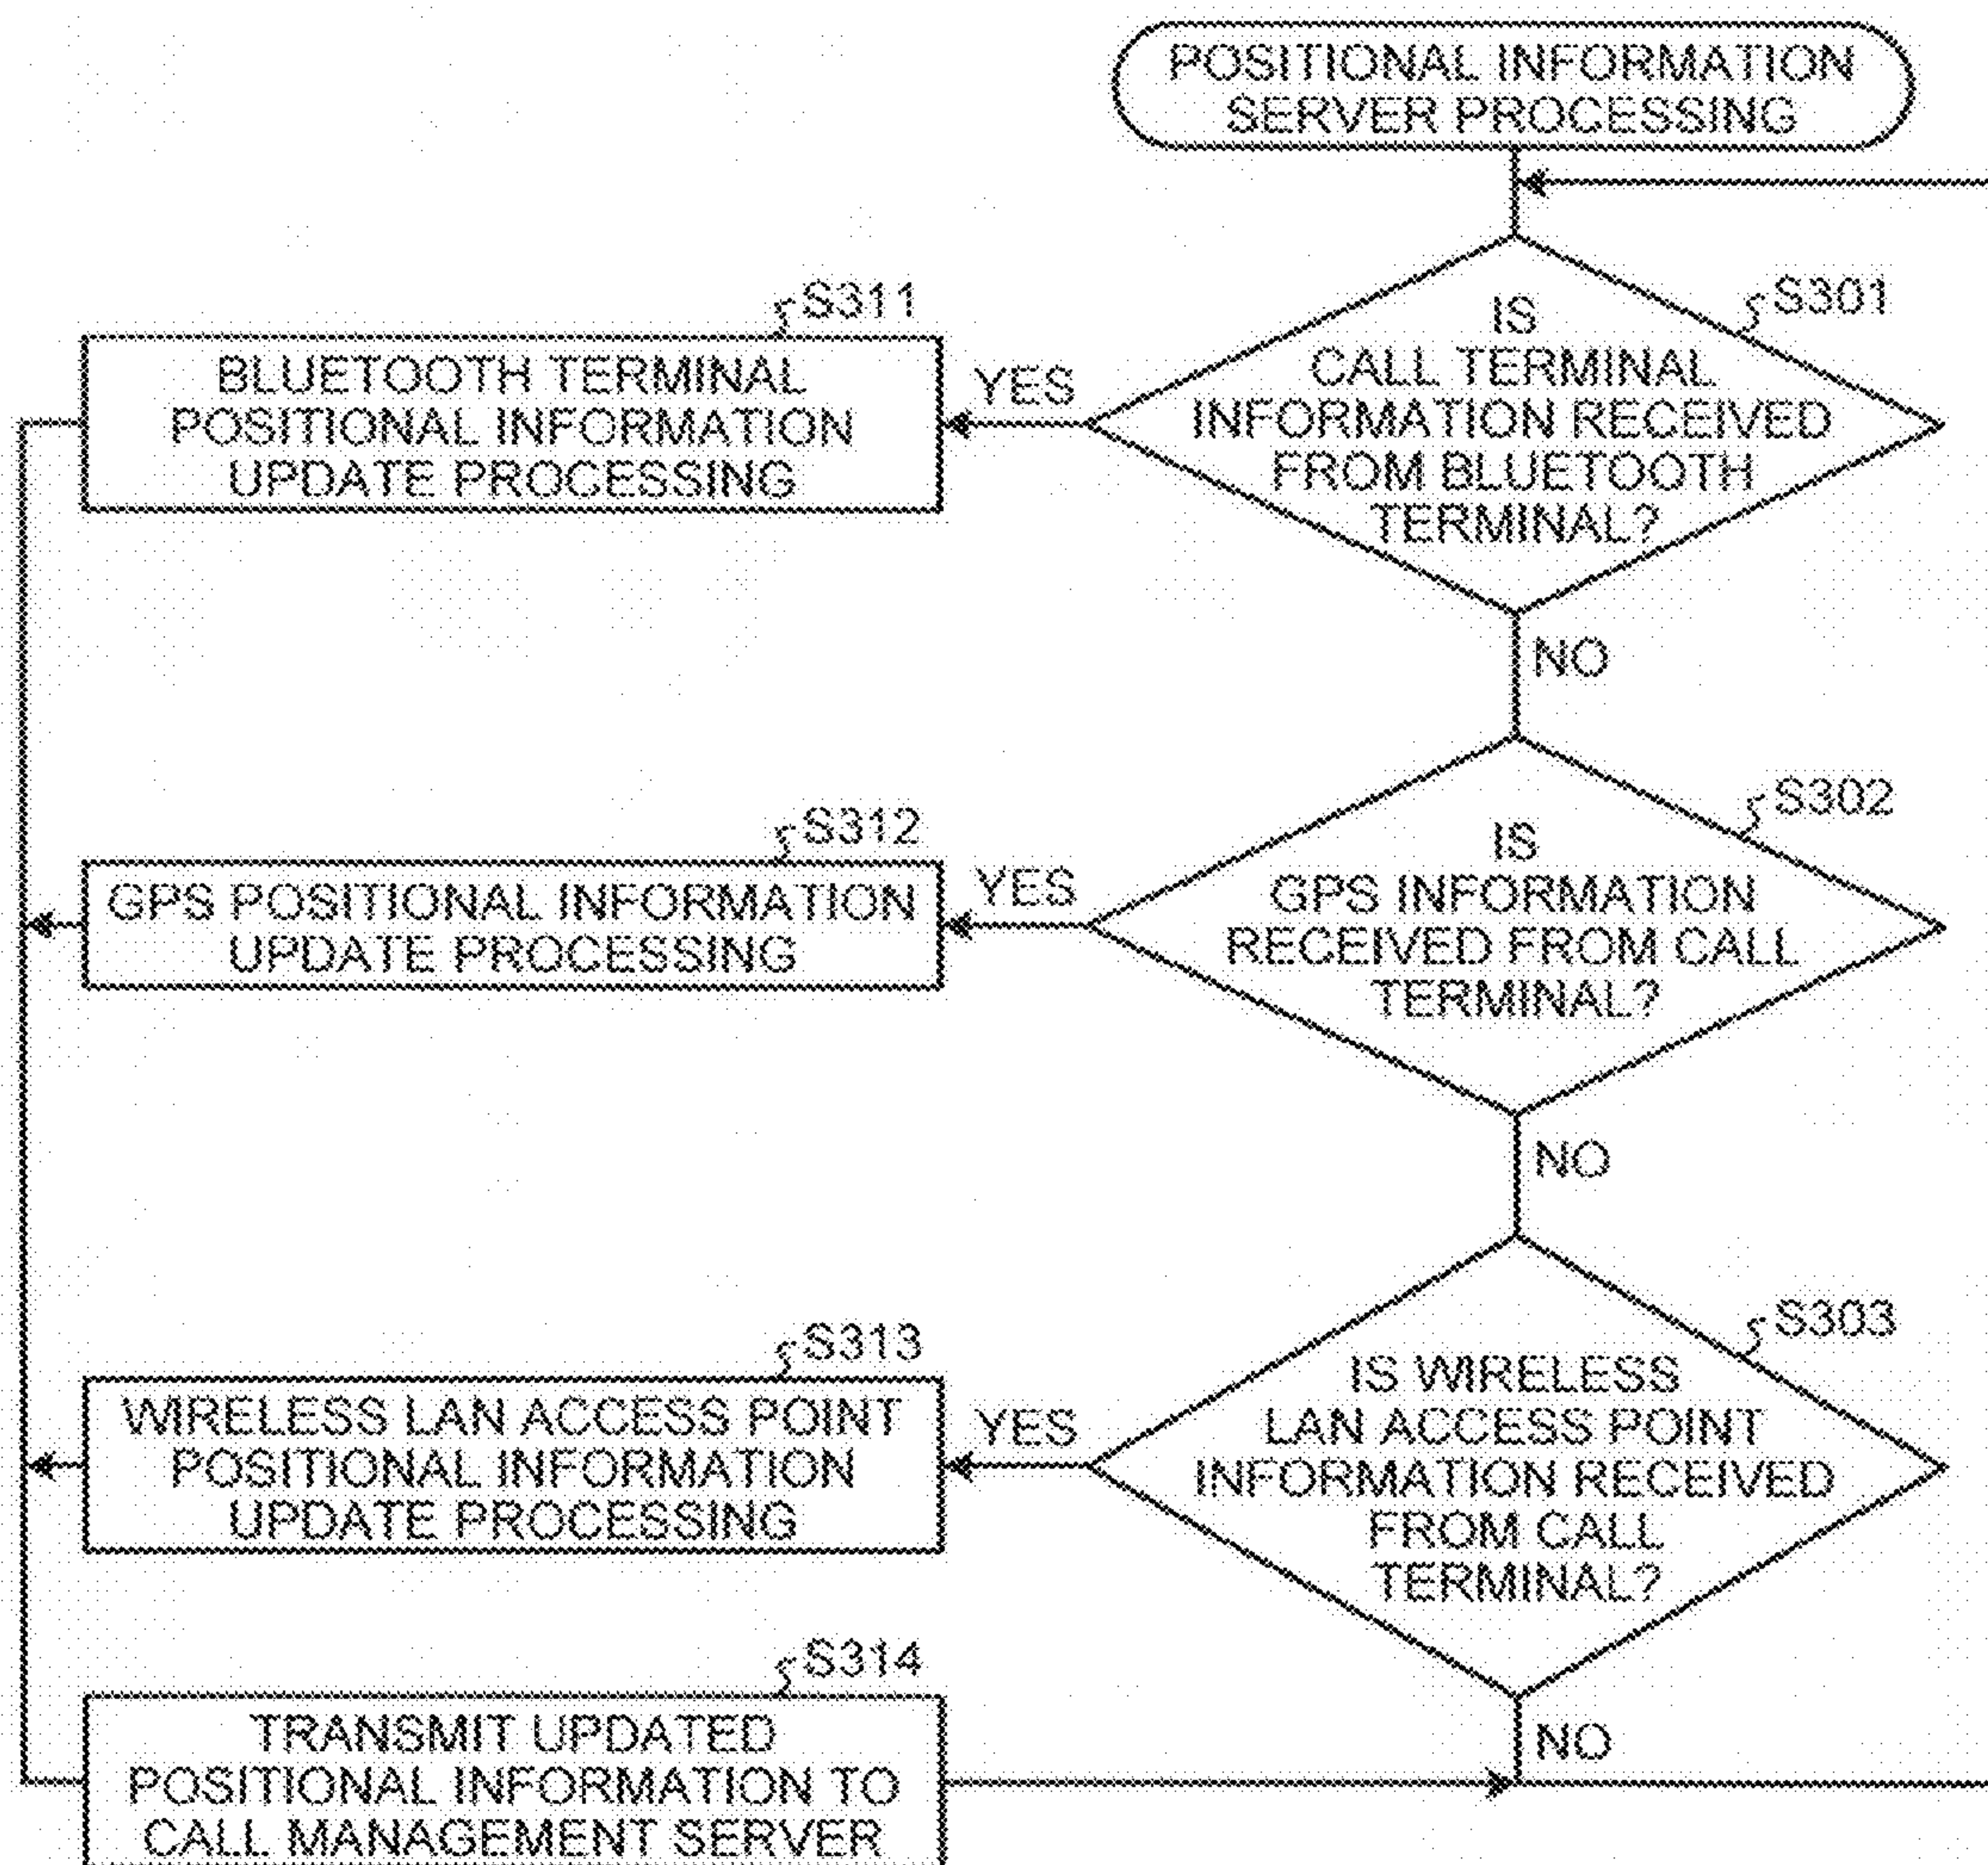 POSITIONAL INFORMATION
SERVER PROCESSING
S301
IS
CALL TERMINAL
INFORMATION RECEIVED
FROM BLUETOOTH
TERMINAL?
YES
NO
S311
BLUETOOTH TERMINAL
POSITIONAL INFORMATION
UPDATE PROCESSING
S302
IS
GPS INFORMATION
RECEIVED FROM CALL
TERMINAL?
YES
NO
S312
GPS POSITIONAL INFORMATION
UPDATE PROCESSING
S303
IS WIRELESS
LAN ACCESS POINT
INFORMATION RECEIVED
FROM CALL
TERMINAL?
YES
NO
S313
WIRELESS LAN ACCESS POINT
POSITIONAL INFORMATION
UPDATE PROCESSING
S314
TRANSMIT UPDATED
POSITIONAL INFORMATION TO
CALL MANAGEMENT SERVER